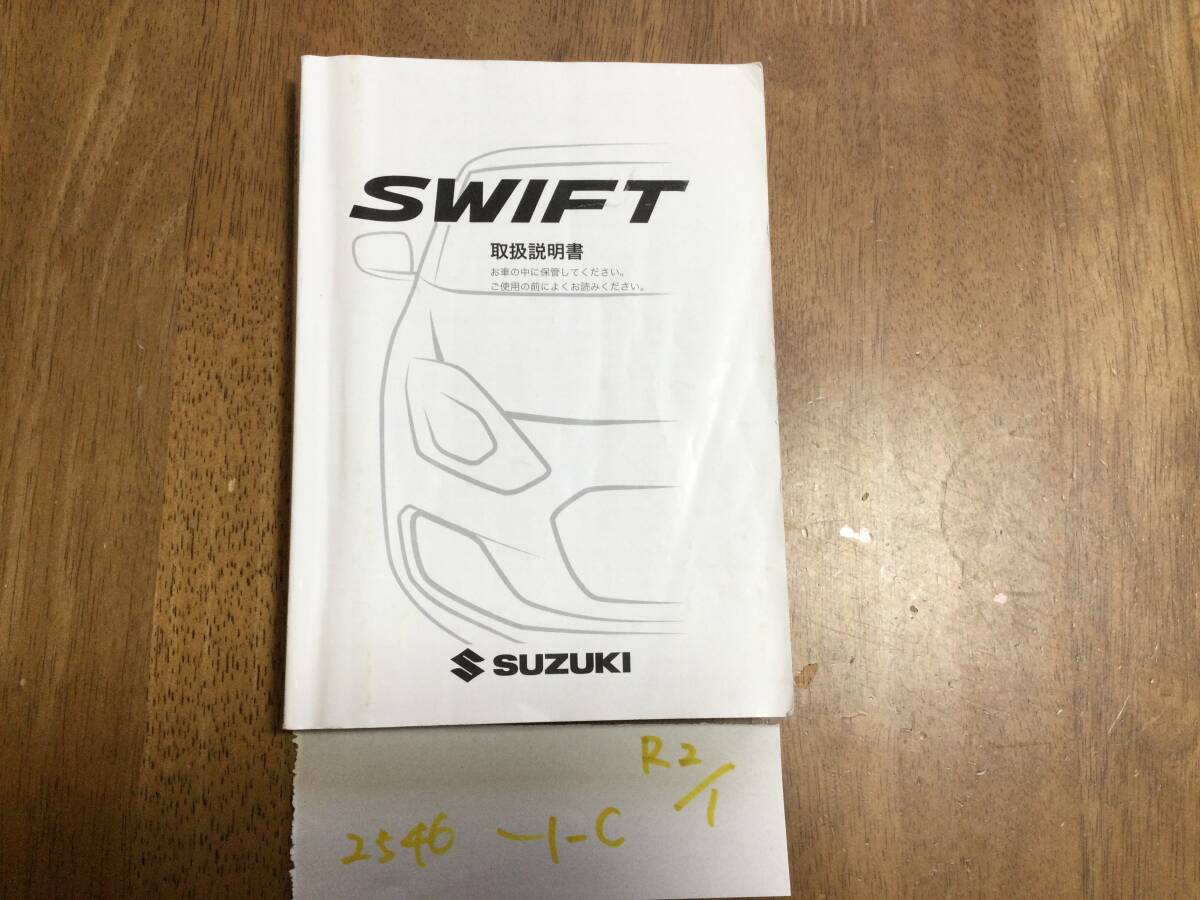 SWIFT
取扱説明書
お車の中に保管してください。
ご使用の前によくお読みください。
SUZUKI
R2/1
2546 -1-C